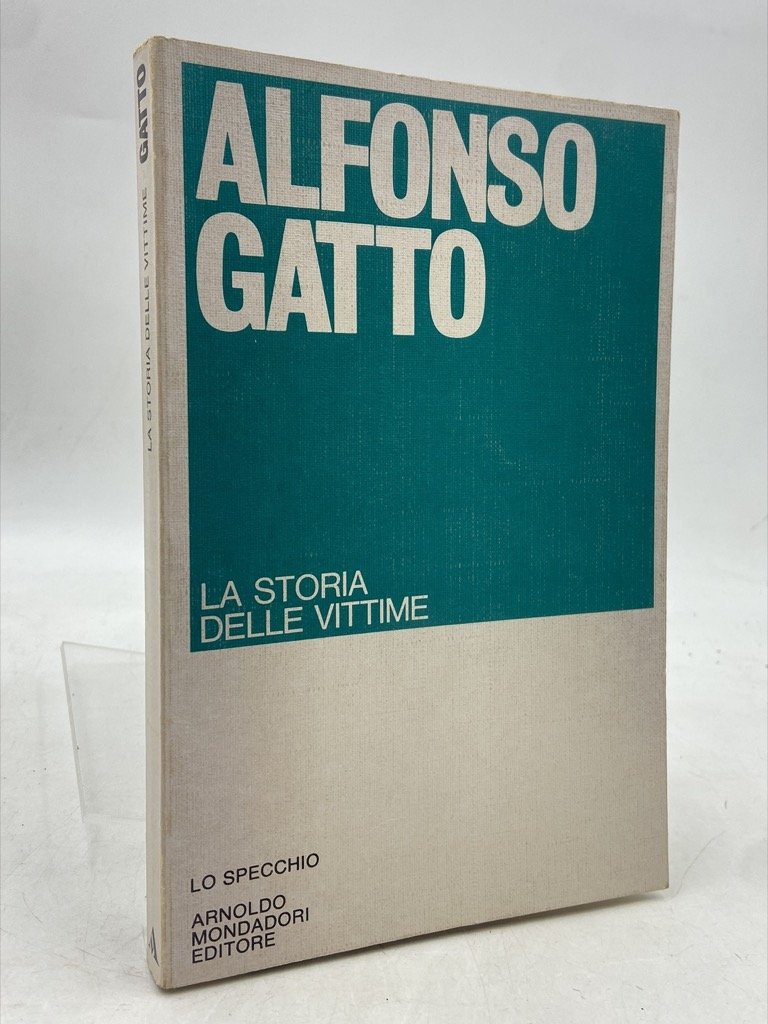 ALFONSO
GATTO
LA STORIA
DELLE VITTIME
LO SPECCHIO
ARNOLDO
MONDADORI
EDITORE
LA STORIA DELLE VITTIME GATTO